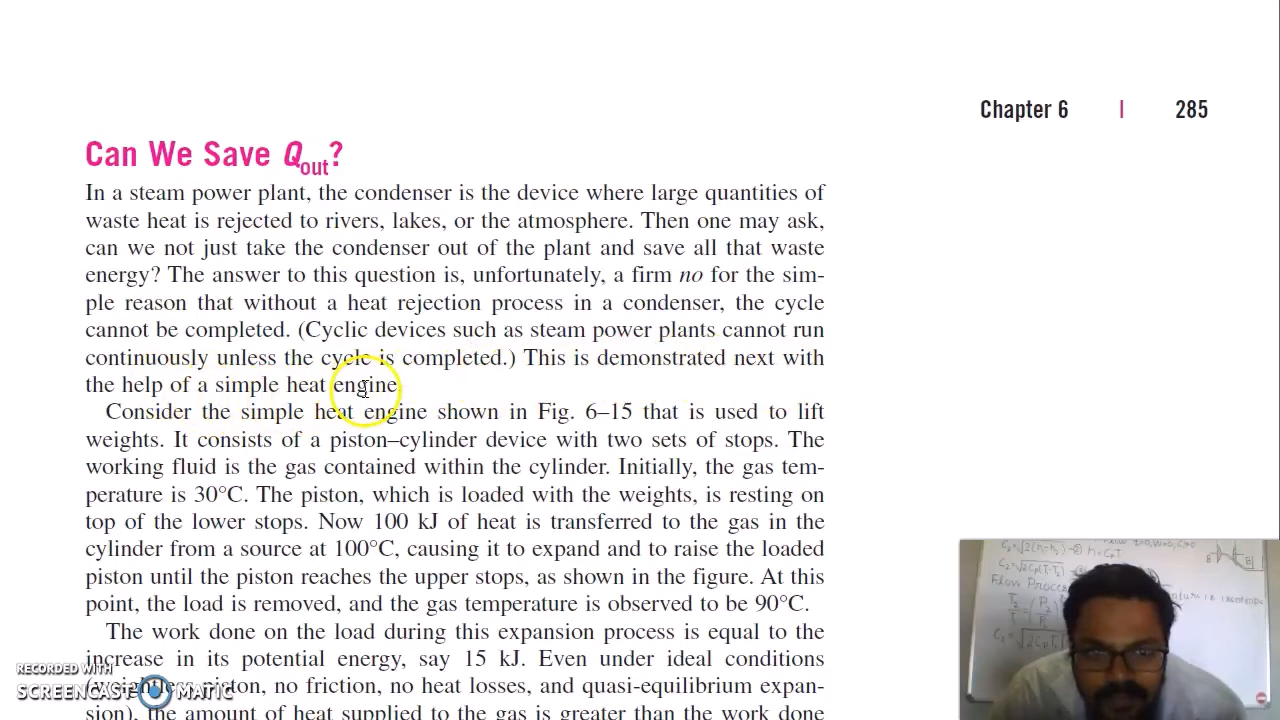 Chapter 6 | 285
Can We Save Qout?
In a steam power plant, the condenser is the device where large quantities of
waste heat is rejected to rivers, lakes, or the atmosphere. Then one may ask,
can we not just take the condenser out of the plant and save all that waste
energy? The answer to this question is, unfortunately, a firm no for the sim-
ple reason that without a heat rejection process in a condenser, the cycle
cannot be completed. (Cyclic devices such as steam power plants cannot run
continuously unless the cycle is completed.) This is demonstrated next with
the help of a simple heat engine.
Consider the simple heat engine shown in Fig. 6–15 that is used to lift
weights. It consists of a piston–cylinder device with two sets of stops. The
working fluid is the gas contained within the cylinder. Initially, the gas tem-
perature is 30°C. The piston, which is loaded with the weights, is resting on
top of the lower stops. Now 100 kJ of heat is transferred to the gas in the
cylinder from a source at 100°C, causing it to expand and to raise the loaded
piston until the piston reaches the upper stops, as shown in the figure. At this
point, the load is removed, and the gas temperature is observed to be 90°C.
The work done on the load during this expansion process is equal to the
increase in its potential energy, say 15 kJ. Even under ideal conditions
(weightless piston, no friction, no heat losses, and quasi-equilibrium expan-
sion), the amount of heat supplied to the gas is greater than the work done
RECORDED WITH
SCREENCAST MATIC
Flow Proce